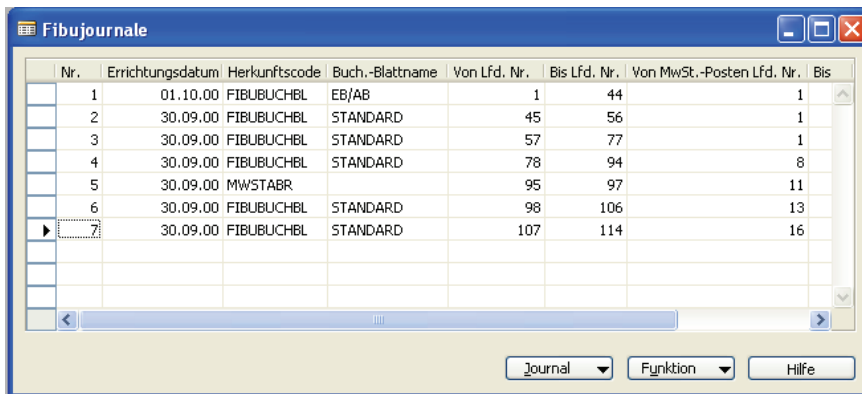 Fibujournale
Nr. Errichtungsdatum Herkunftscode Buch.-Blattname Von Lfd. Nr. Bis Lfd. Nr. Von MwSt.-Posten Lfd. Nr. Bis
1 01.10.00 FIBUBUCHBL EB/AB 1 44 1
2 30.09.00 FIBUBUCHBL STANDARD 45 56 1
3 30.09.00 FIBUBUCHBL STANDARD 57 77 1
4 30.09.00 FIBUBUCHBL STANDARD 78 94 8
5 30.09.00 MWSTABR 95 97 11
6 30.09.00 FIBUBUCHBL STANDARD 98 106 13
7 30.09.00 FIBUBUCHBL STANDARD 107 114 16
Journal Funktion Hilfe